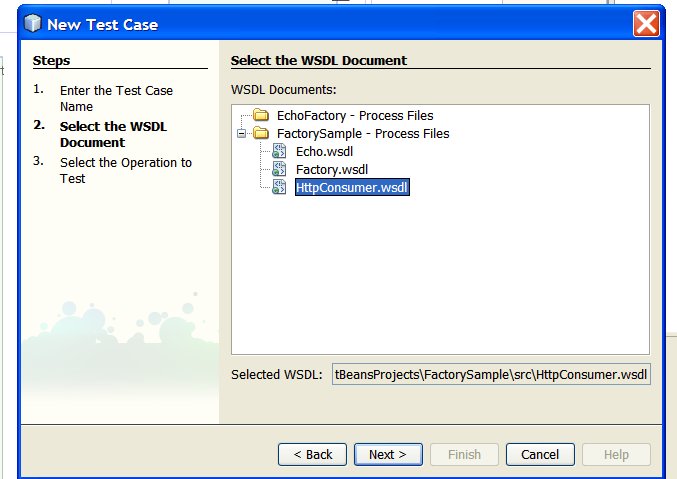 New Test Case
Steps
1. Enter the Test Case
Name
2. Select the WSDL
Document
3. Select the Operation to
Test
Select the WSDL Document
WSDL Documents:
EchoFactory - Process Files
FactorySample - Process Files
Echo.wsdl
Factory.wsdl
HttpConsumer.wsdl
Selected WSDL: tBeansProjects\FactorySample\src\HttpConsumer.wsdl
< Back Next > Finish Cancel Help